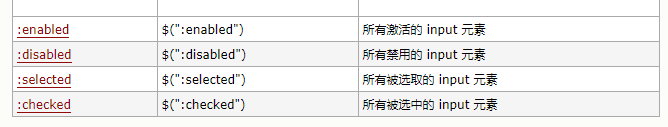 :enabled $(":enabled") 所有激活的 input 元素
:disabled $(":disabled") 所有禁用的 input 元素
:selected $(":selected") 所有被选取的 input 元素
:checked $(":checked") 所有被选中的 input 元素